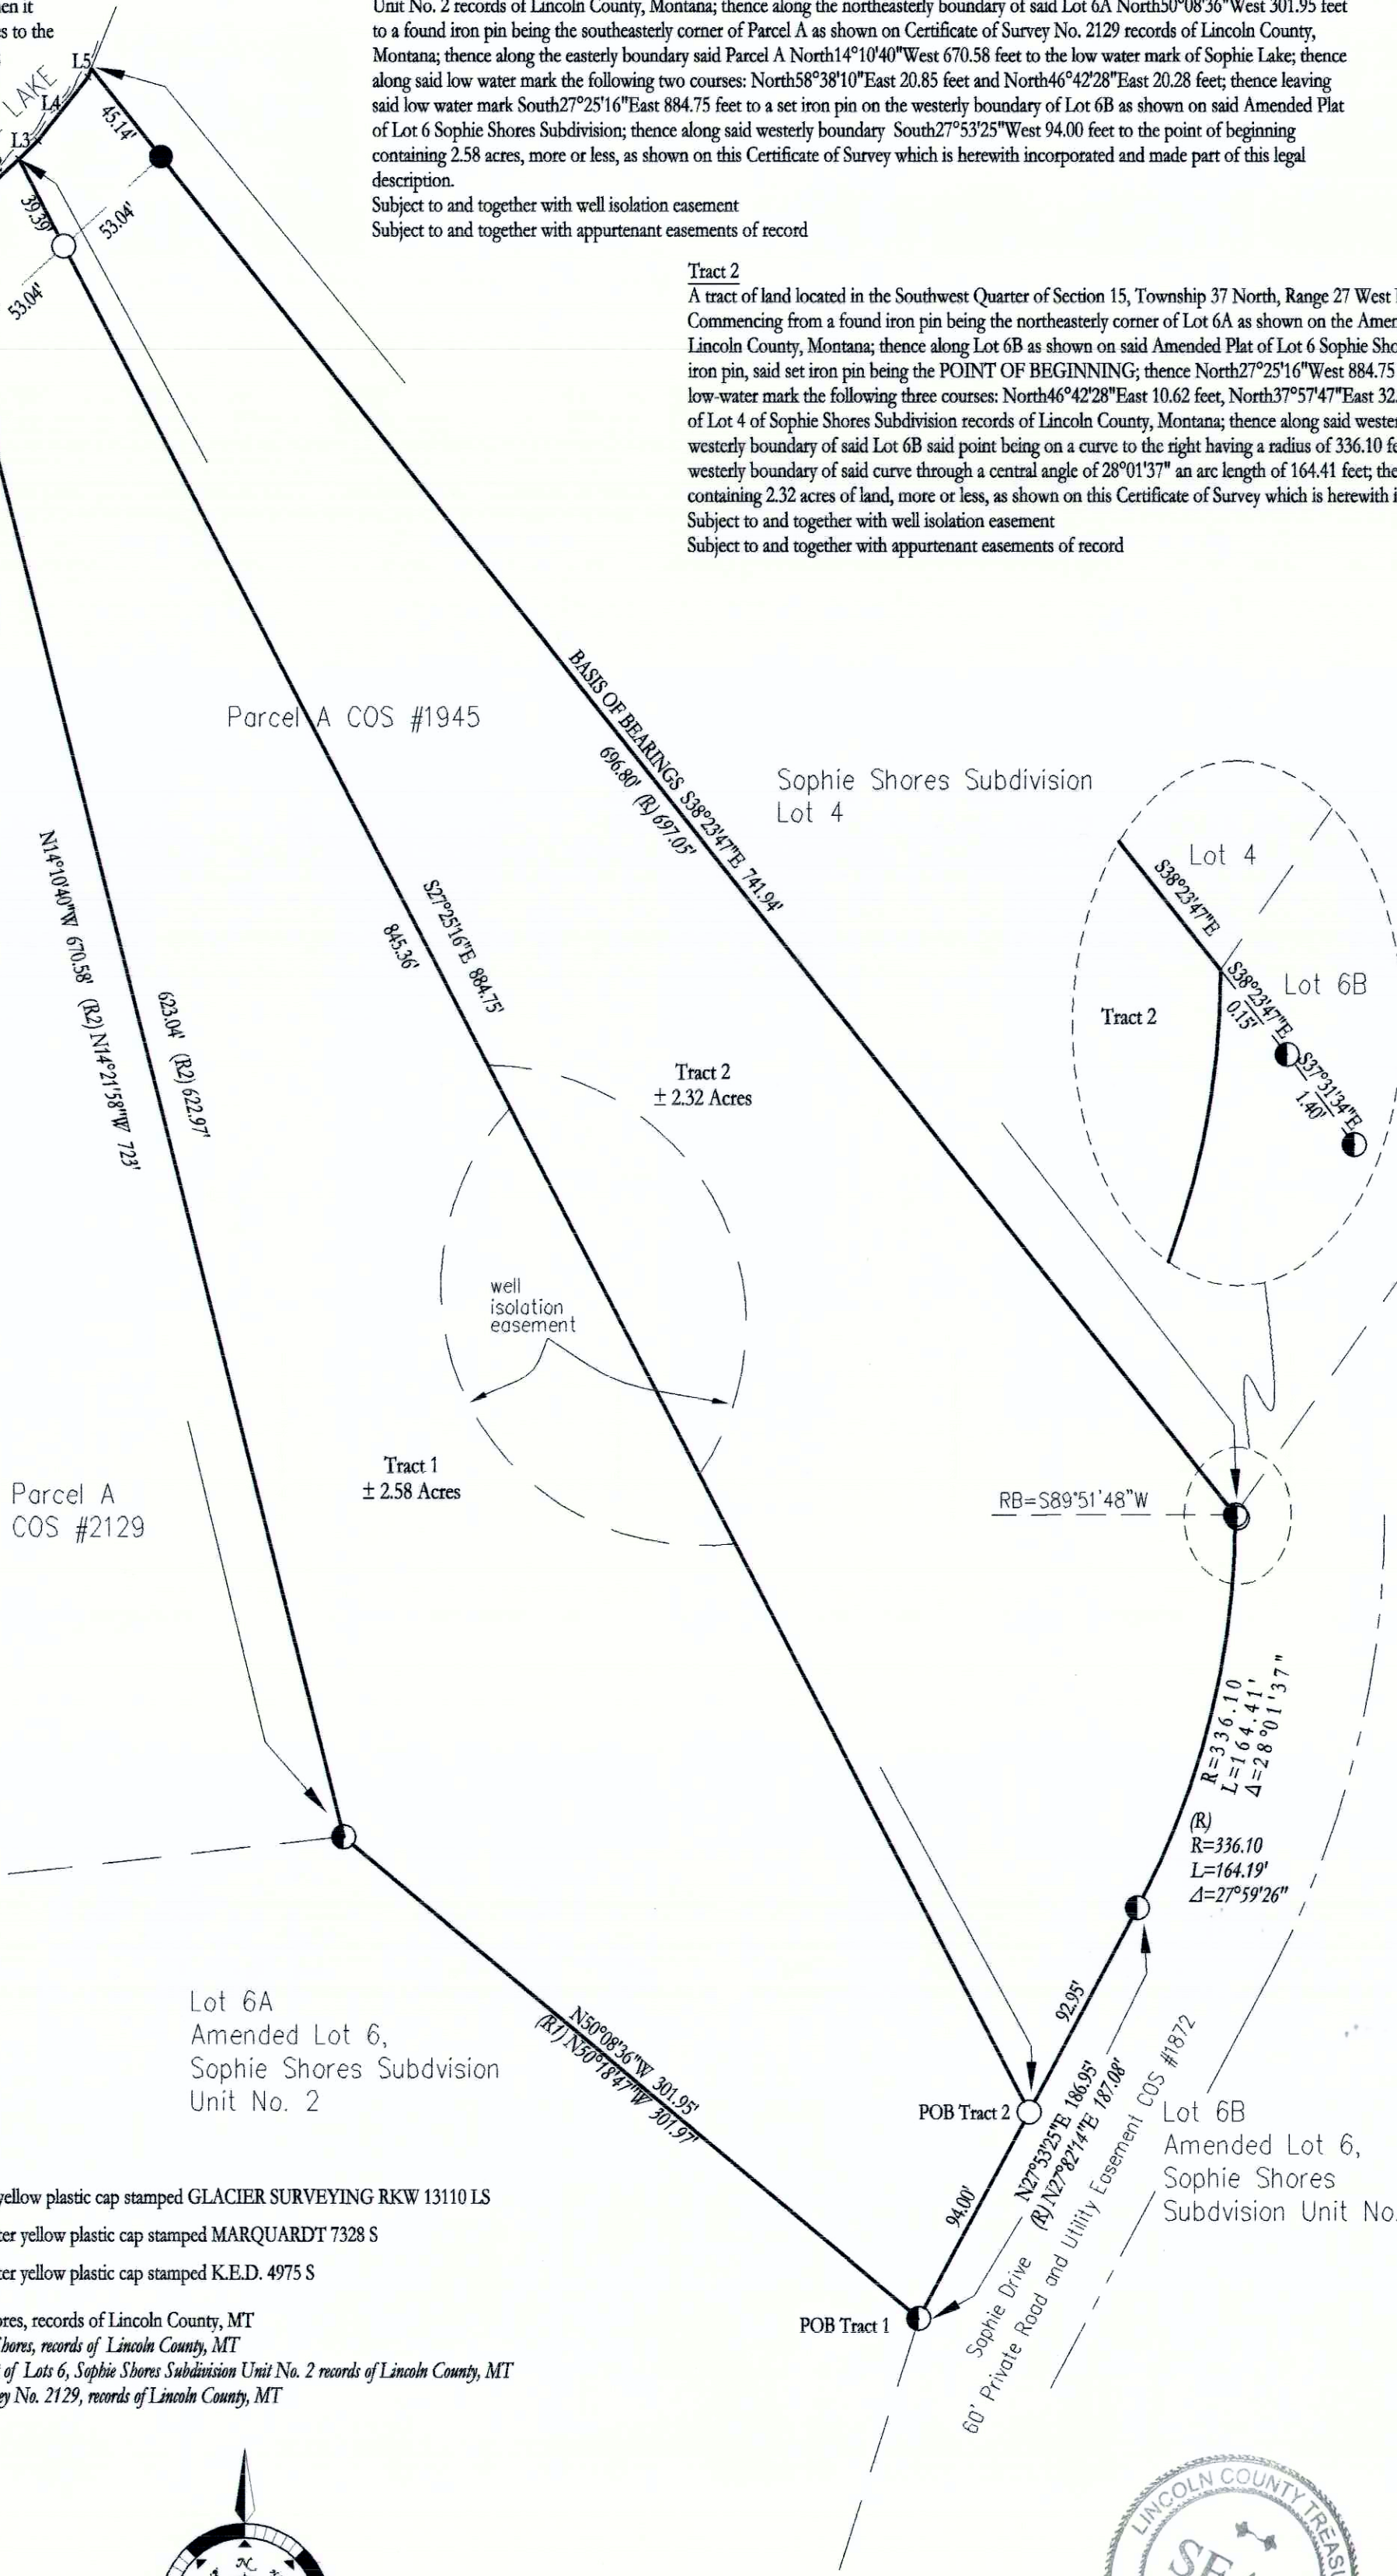 en it
s to the
Unit No. 2 records of Lincoln County, Montana; thence along the northeasterly boundary of said Lot 6A North50°08'36"West 301.95 feet
to a found iron pin being the southeasterly corner of Parcel A as shown on Certificate of Survey No. 2129 records of Lincoln County,
Montana; thence along the easterly boundary said Parcel A North14°10'40"West 670.58 feet to the low water mark of Sophie Lake; thence
along said low water mark the following two courses: North58°38'10"East 20.85 feet and North46°42'28"East 20.28 feet; thence leaving
said low water mark South27°25'16"East 884.75 feet to a set iron pin on the westerly boundary of Lot 6B as shown on said Amended Plat
of Lot 6 Sophie Shores Subdivision; thence along said westerly boundary South27°53'25"West 94.00 feet to the point of beginning
containing 2.58 acres, more or less, as shown on this Certificate of Survey which is herewith incorporated and made part of this legal
description.
Subject to and together with well isolation easement
Subject to and together with appurtenant easements of record
Tract 2
A tract of land located in the Southwest Quarter of Section 15, Township 37 North, Range 27 West
Commencing from a found iron pin being the northeasterly corner of Lot 6A as shown on the Amen
Lincoln County, Montana; thence along Lot 6B as shown on said Amended Plat of Lot 6 Sophie Sho
iron pin, said set iron pin being the POINT OF BEGINNING; thence North27°25'16"West 884.75
low-water mark the following three courses: North46°42'28"East 10.62 feet, North37°57'47"East 32.
of Lot 4 of Sophie Shores Subdivision records of Lincoln County, Montana; thence along said wester
westerly boundary of said Lot 6B said point being on a curve to the right having a radius of 336.10 fe
westerly boundary of said curve through a central angle of 28°01'37" an arc length of 164.41 feet; the
containing 2.32 acres of land, more or less, as shown on this Certificate of Survey which is herewith i
Subject to and together with well isolation easement
Subject to and together with appurtenant easements of record
LAKE
L5
L4
L3
45.14'
39.39'
53.04'
53.04'
Parcel A COS #1945
BASIS OF BEARINGS S38°23'47"E 741.94'
696.80' (R) 697.05'
Sophie Shores Subdivision
Lot 4
Lot 4
S38°23'47"E
S38°23'47"E
0.15'
Lot 6B
Tract 2
S37°31'34"E
1.40'
N14°10'40"W 670.58' (R2) N14°21'58"W 723'
623.04' (R2) 622.97'
S27°25'16"E 884.75'
845.36'
Tract 2
± 2.32 Acres
well
isolation
easement
Tract 1
± 2.58 Acres
Parcel A
COS #2129
RB=S89°51'48"W
R=336.10
L=164.41'
Δ=28°01'37"
(R)
R=336.10
L=164.19'
Δ=27°59'26"
Lot 6A
Amended Lot 6,
Sophie Shores Subdvision
Unit No. 2
N50°08'36"W 301.95'
(R1) N50°18'47"W 301.97'
92.95'
POB Tract 2
N27°53'25"E 186.95'
(R) N27°82'14"E 187.08'
94.00'
POB Tract 1
Sophie Drive
60' Private Road and Utility Easement COS #1872
Lot 6B
Amended Lot 6,
Sophie Shores
Subdvision Unit No.
yellow plastic cap stamped GLACIER SURVEYING RKW 13110 LS
ter yellow plastic cap stamped MARQUARDT 7328 S
ter yellow plastic cap stamped K.E.D. 4975 S
ores, records of Lincoln County, MT
hores, records of Lincoln County, MT
of Lots 6, Sophie Shores Subdivision Unit No. 2 records of Lincoln County, MT
ey No. 2129, records of Lincoln County, MT
N
LINCOLN COUNTY TREAS
SEA